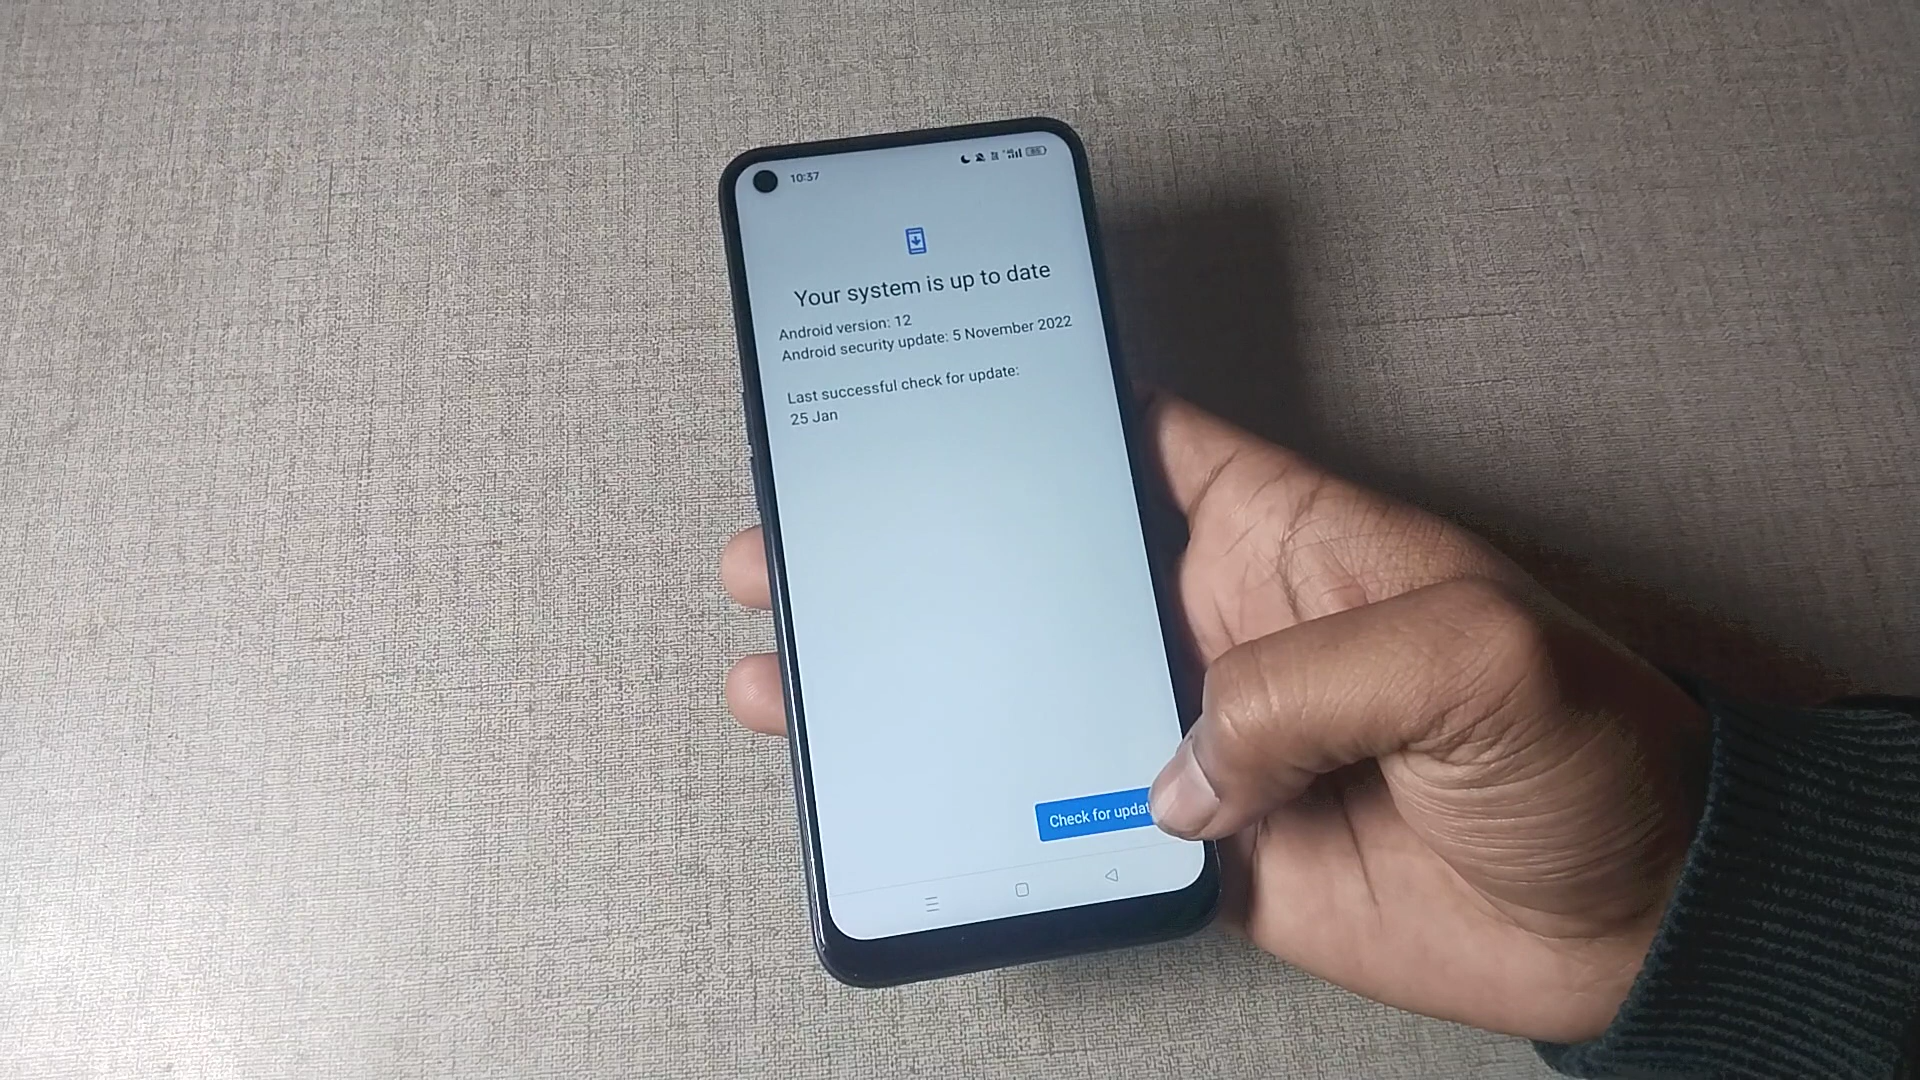 10:37
Your system is up to date
Android version: 12
Android security update: 5 November 2022
Last successful check for update:
25 Jan
Check for updat